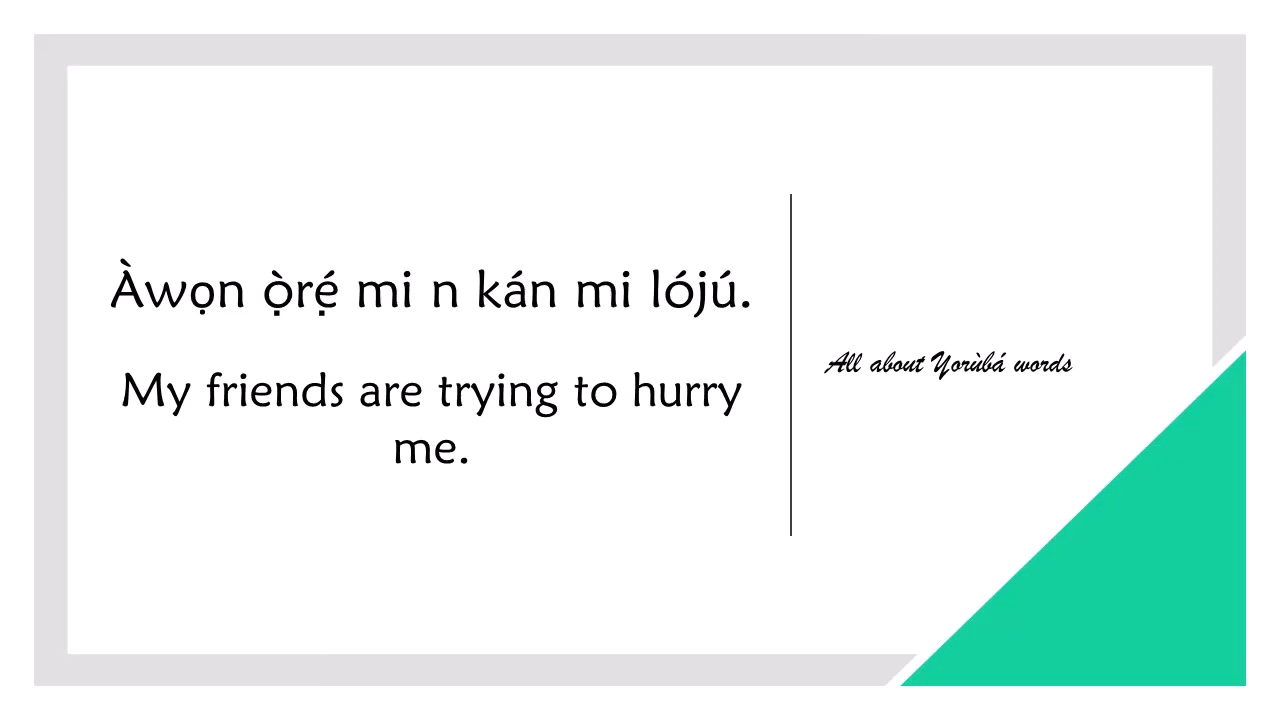 Àwọn ọ̀rẹ́ mi n kán mi lójú.
My friends are trying to hurry
me.
All about Yorùbá words